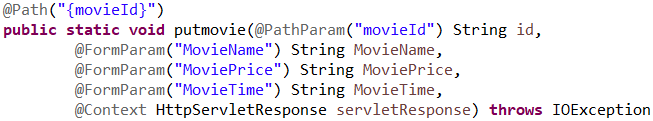 @Path("{movieId}")
public static void putmovie(@PathParam("movieId") String id,
        @FormParam("MovieName") String MovieName,
        @FormParam("MoviePrice") String MoviePrice,
        @FormParam("MovieTime") String MovieTime,
        @Context HttpServletResponse servletResponse) throws IOException